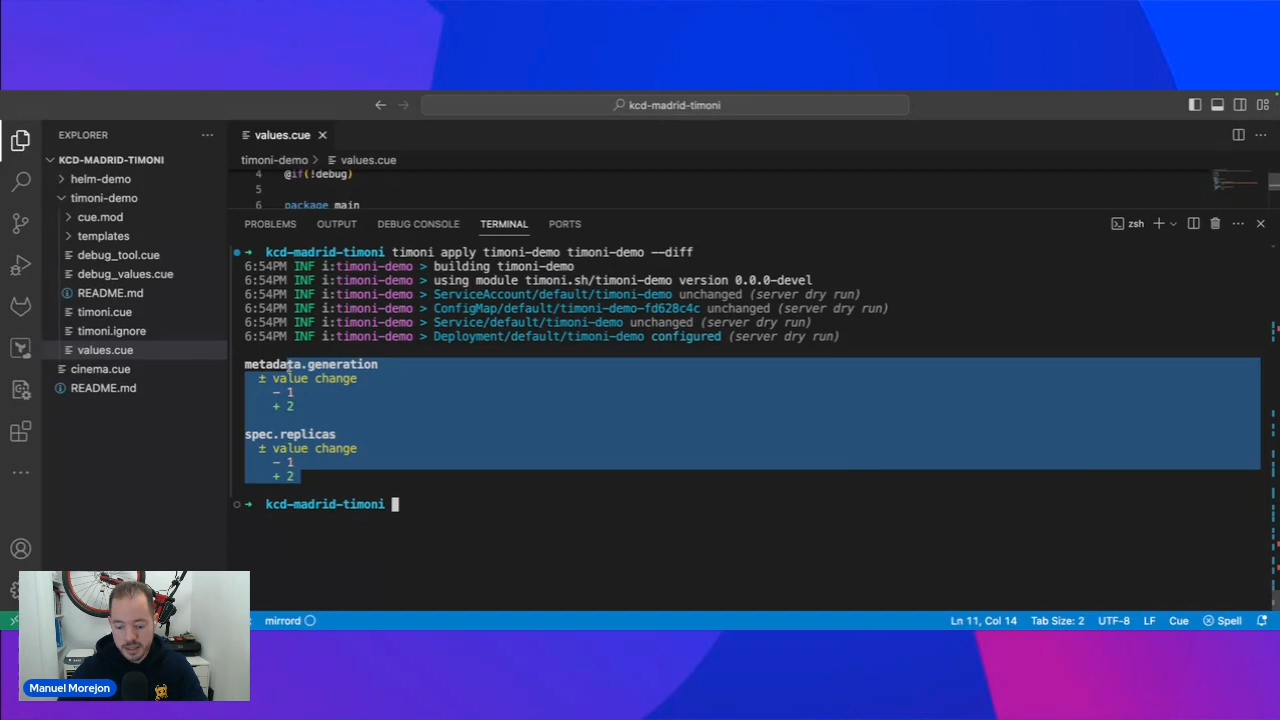 kcd-madrid-timoni
EXPLORER
values.cue
KCD-MADRID-TIMONI
timoni-demo > values.cue
helm-demo
timoni-demo
cue.mod
templates
debug_tool.cue
debug_values.cue
README.md
timoni.cue
timoni.ignore
values.cue
cinema.cue
README.md
4 @if(!debug)
5
6 package main
PROBLEMS OUTPUT DEBUG CONSOLE TERMINAL PORTS
zsh
→ kcd-madrid-timoni timoni apply timoni-demo timoni-demo --diff
6:54PM INF i:timoni-demo > building timoni-demo
6:54PM INF i:timoni-demo > using module timoni.sh/timoni-demo version 0.0.0-devel
6:54PM INF i:timoni-demo > ServiceAccount/default/timoni-demo unchanged (server dry run)
6:54PM INF i:timoni-demo > ConfigMap/default/timoni-demo-fd628c4c unchanged (server dry run)
6:54PM INF i:timoni-demo > Service/default/timoni-demo unchanged (server dry run)
6:54PM INF i:timoni-demo > Deployment/default/timoni-demo configured (server dry run)
metadata.generation
± value change
- 1
+ 2
spec.replicas
± value change
- 1
+ 2
→ kcd-madrid-timoni
mirrord
Ln 11, Col 14 Tab Size: 2 UTF-8 LF Cue Spell
Manuel Morejon